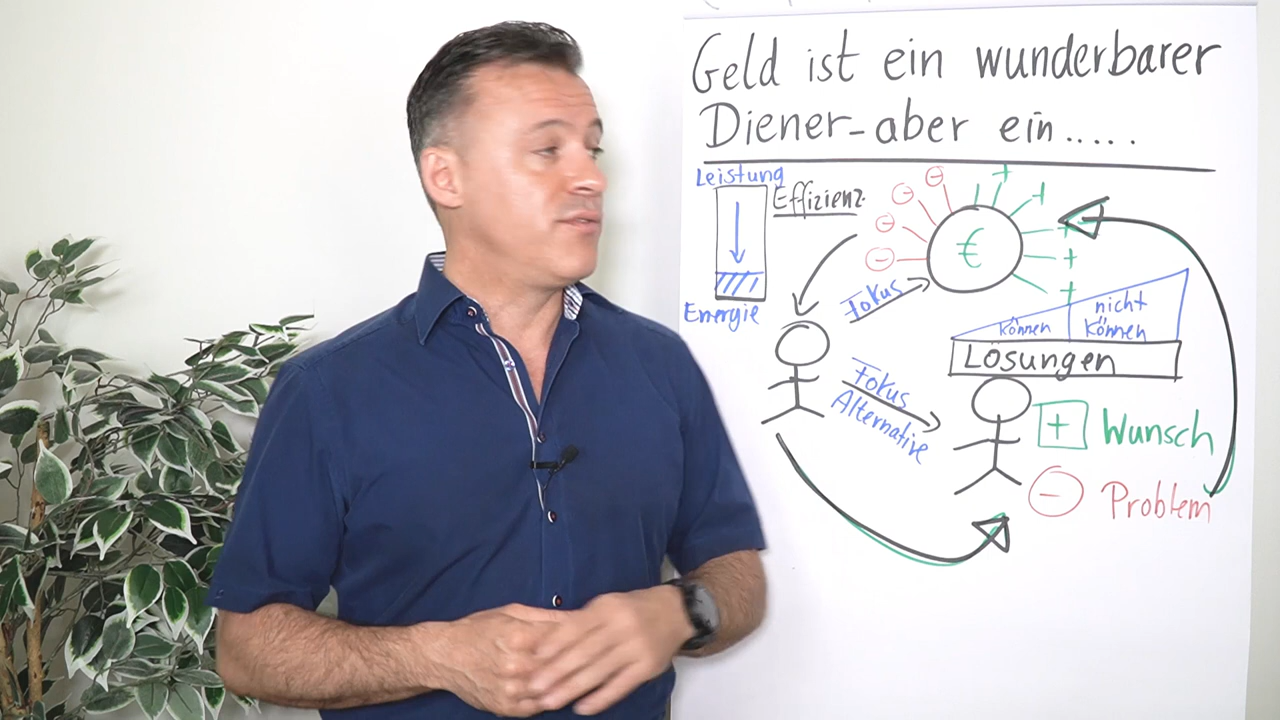 Geld ist ein wunderbarer
Diener-aber ein.....
Leistung
Effizienz
Energie
Fokus
€
können
nicht
können
Lösungen
Fokus
Alternative
+ Wunsch
- Problem